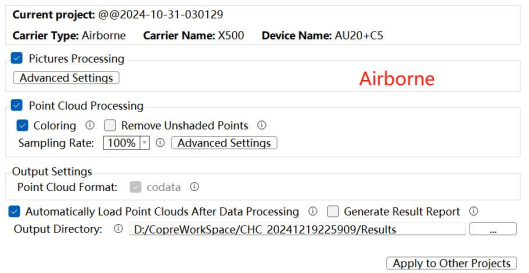 Current project: @@2024-10-31-030129
Carrier Type: Airborne Carrier Name: X500 Device Name: AU20+C5
Pictures Processing
Advanced Settings
Airborne
Point Cloud Processing
Coloring Remove Unshaded Points
Sampling Rate: 100% Advanced Settings
Output Settings
Point Cloud Format: codata
Automatically Load Point Clouds After Data Processing Generate Result Report
Output Directory: D:/CopreWorkSpace/CHC_20241219225909/Results ...
Apply to Other Projects